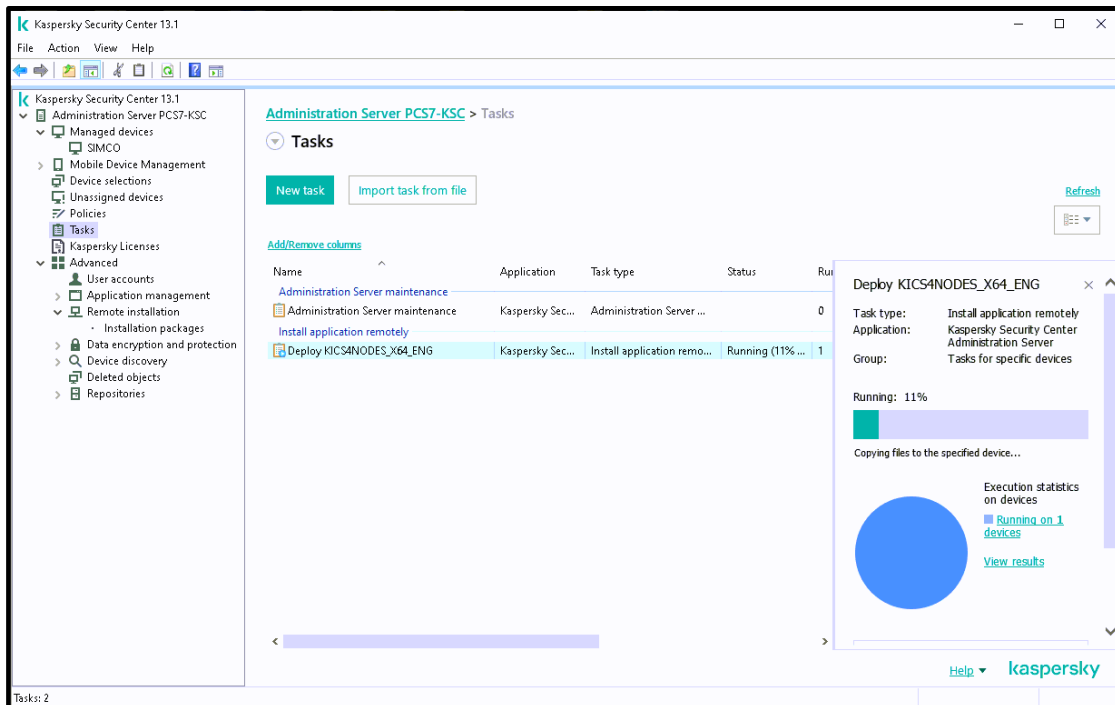 Kaspersky Security Center 13.1
File Action View Help
Kaspersky Security Center 13.1
Administration Server PCS7-KSC
Managed devices
SIMCO
Mobile Device Management
Device selections
Unassigned devices
Policies
Tasks
Kaspersky Licenses
Advanced
User accounts
Application management
Remote installation
Installation packages
Data encryption and protection
Device discovery
Deleted objects
Repositories
Administration Server PCS7-KSC > Tasks
Tasks
New task
Import task from file
Refresh
Add/Remove columns
Name Application Task type Status Rur
Administration Server maintenance
Administration Server maintenance Kaspersky Sec... Administration Server ... 0
Install application remotely
Deploy KICS4NODES_X64_ENG Kaspersky Sec... Install application remo... Running (11% ... 1
Deploy KICS4NODES_X64_ENG
Task type: Install application remotely
Application: Kaspersky Security Center
Administration Server
Group: Tasks for specific devices
Running: 11%
Copying files to the specified device...
Execution statistics
on devices
Running on 1
devices
View results
Help
kaspersky
Tasks: 2